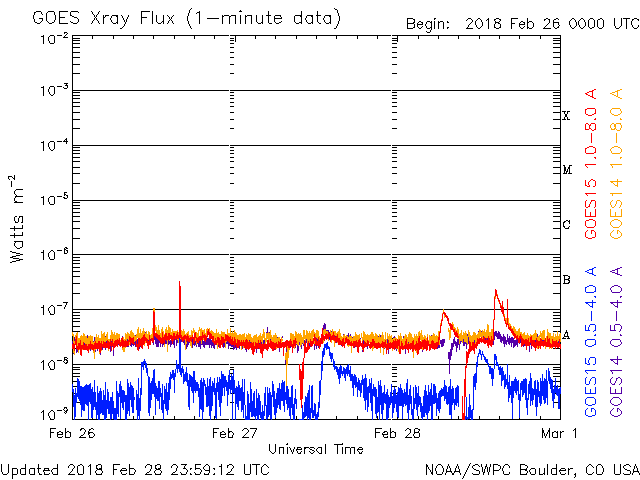 GOES Xray Flux (1-minute data)
Begin: 2018 Feb 26 0000 UTC
10⁻²
10⁻³
10⁻⁴
10⁻⁵
10⁻⁶
10⁻⁷
10⁻⁸
10⁻⁹
Watts m⁻²
X
M
C
B
A
GOES15 1.0-8.0 A
GOES14 1.0-8.0 A
GOES15 0.5-4.0 A
GOES14 0.5-4.0 A
Feb 26 Feb 27 Feb 28 Mar 1
Universal Time
Updated 2018 Feb 28 23:59:12 UTC
NOAA/SWPC Boulder, CO USA